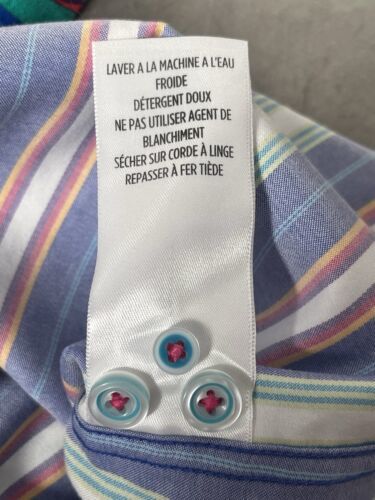 LAVER A LA MACHINE A L'EAU
FROIDE
DÉTERGENT DOUX
NE PAS UTILISER AGENT DE
BLANCHIMENT
SÉCHER SUR CORDE À LINGE
REPASSER À FER TIÈDE